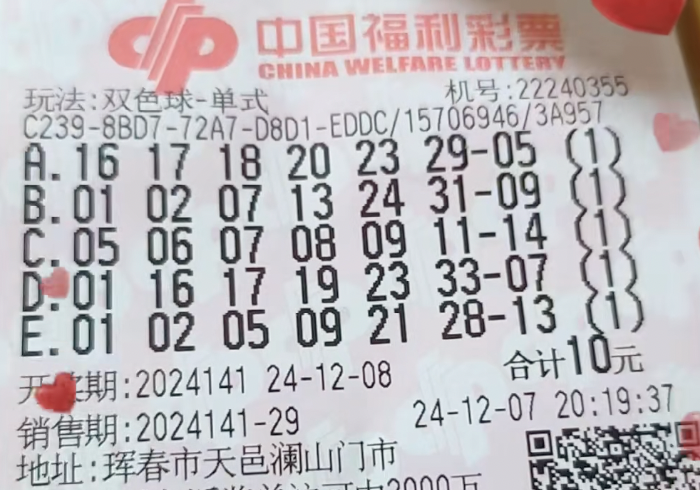 中国福利彩票
CHINA WELFARE LOTTERY
玩法:双色球-单式 机号:22240355
C239-8BD7-72A7-D8D1-EDDC/15706946/3A957
A.16 17 18 20 23 29-05 (1)
B.01 02 07 13 24 31-09 (1)
C.05 06 07 08 09 11-14 (1)
D.01 16 17 19 23 33-07 (1)
E.01 02 05 09 21 28-13 (1)
合计10元
开奖期:2024141 24-12-08
销售期:2024141-29 24-12-07 20:19:37
地址:珲春市天邑澜山门市